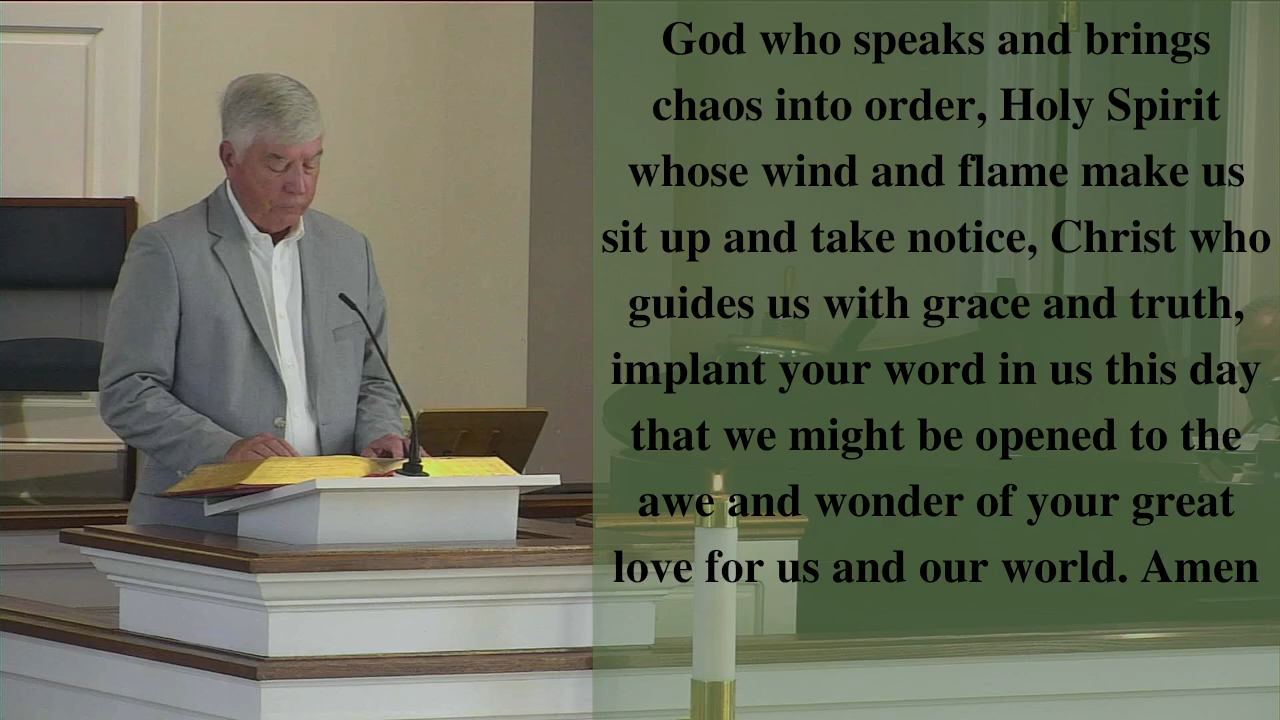 God who speaks and brings
chaos into order, Holy Spirit
whose wind and flame make us
sit up and take notice, Christ who
guides us with grace and truth,
implant your word in us this day
that we might be opened to the
awe and wonder of your great
love for us and our world. Amen